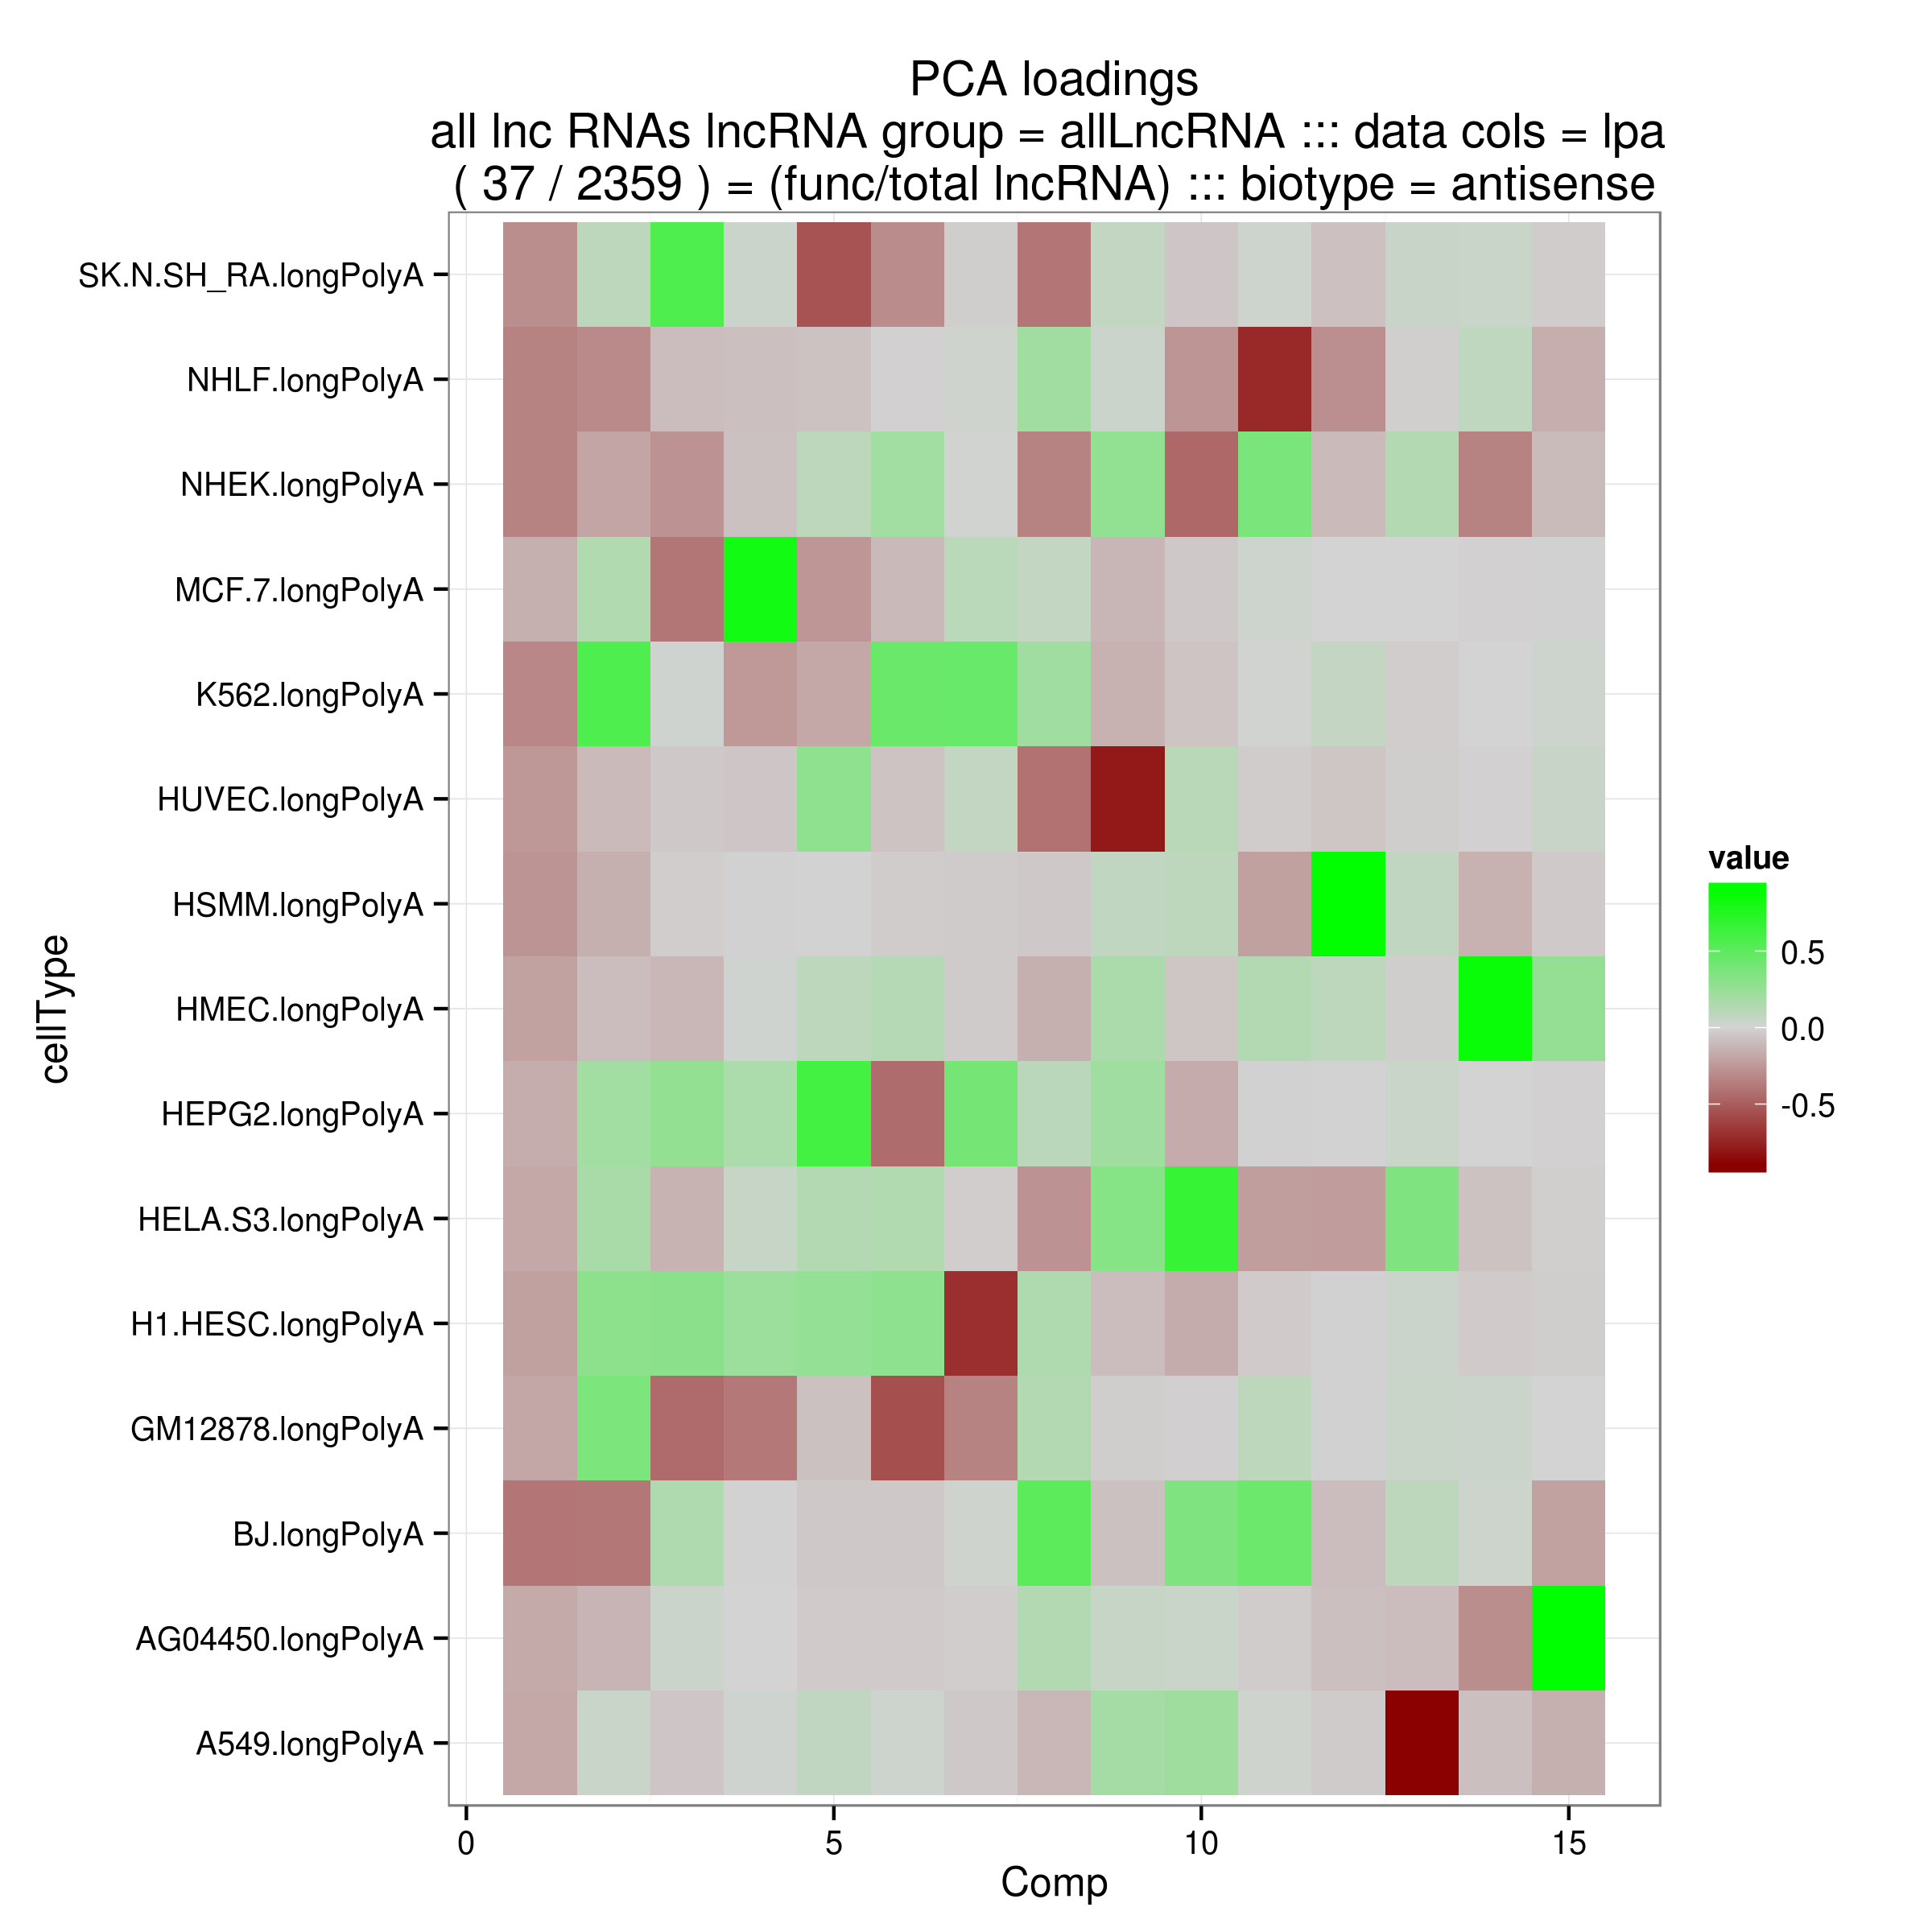 PCA loadings
all lnc RNAs lncRNA group = allLncRNA ::: data cols = lpa
( 37 / 2359 ) = (func/total lncRNA) ::: biotype = antisense
SK.N.SH_RA.longPolyA
NHLF.longPolyA
NHEK.longPolyA
MCF.7.longPolyA
K562.longPolyA
HUVEC.longPolyA
HSMM.longPolyA
HMEC.longPolyA
HEPG2.longPolyA
HELA.S3.longPolyA
H1.HESC.longPolyA
GM12878.longPolyA
BJ.longPolyA
AG04450.longPolyA
A549.longPolyA
cellType
0 5 10 15
Comp
value
0.5
0.0
-0.5